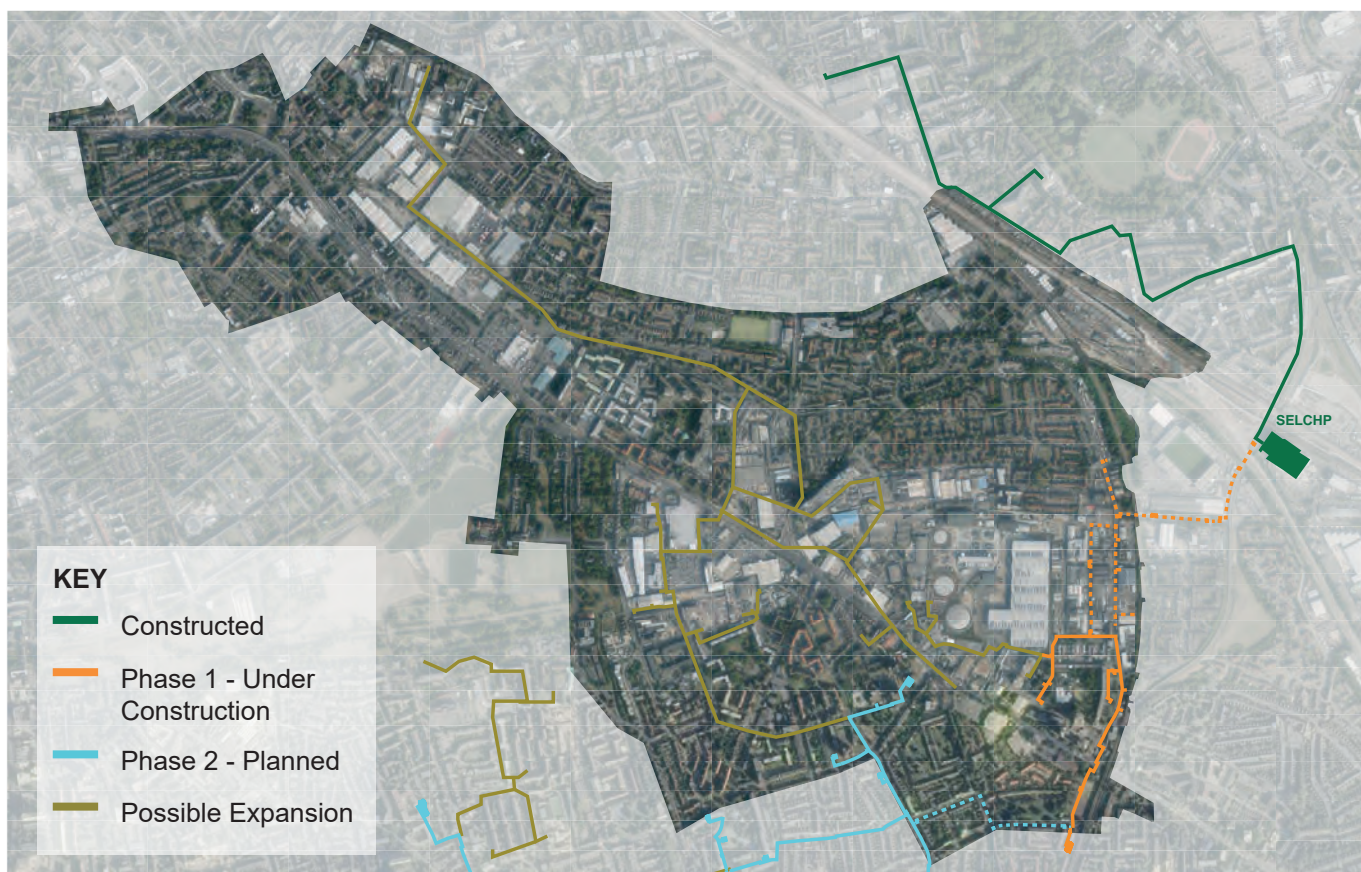 SELCHP
KEY
Constructed
Phase 1 - Under
Construction
Phase 2 - Planned
Possible Expansion